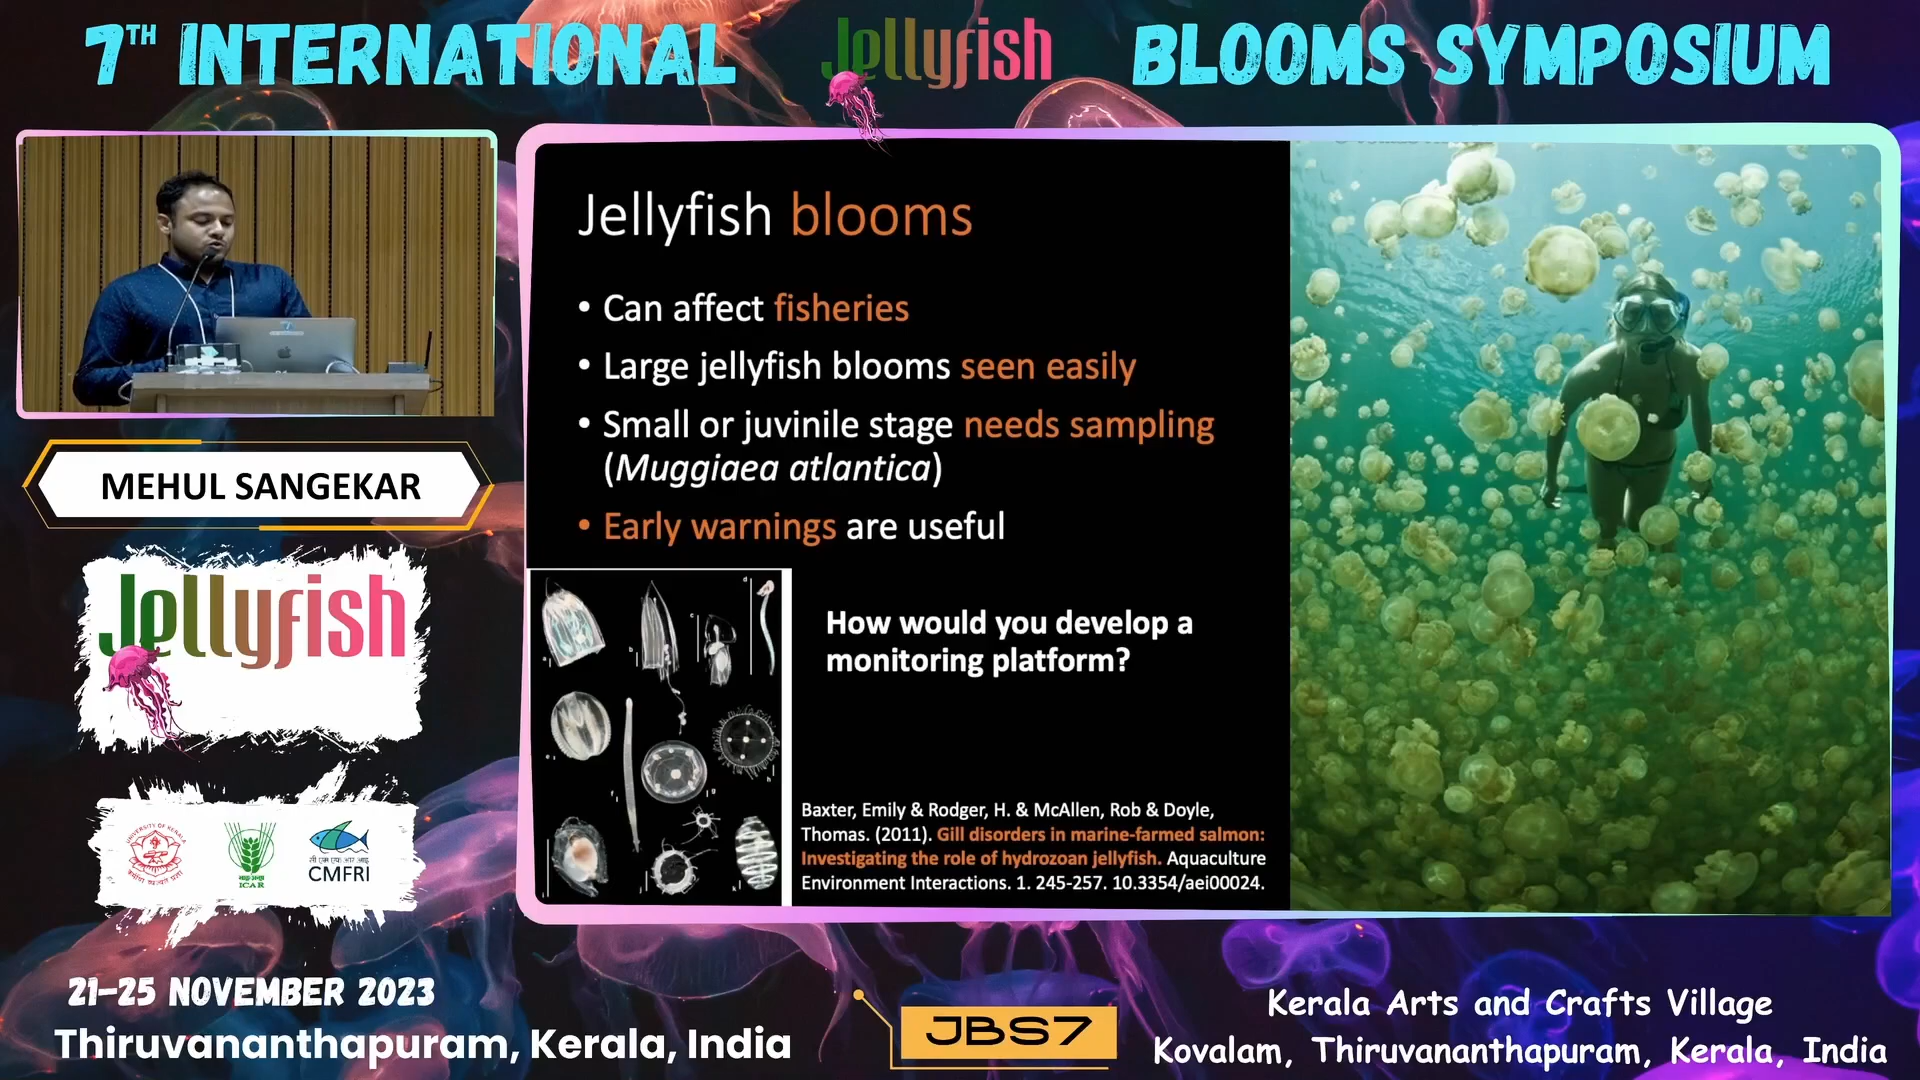 7TH INTERNATIONAL Jellyfish BLOOMS SYMPOSIUM
MEHUL SANGEKAR
Jellyfish
UNIVERSITY OF KERALA
ICAR
CMFRI
Jellyfish blooms
• Can affect fisheries
• Large jellyfish blooms seen easily
• Small or juvinile stage needs sampling
(Muggiaea atlantica)
• Early warnings are useful
How would you develop a
monitoring platform?
Baxter, Emily & Rodger, H. & McAllen, Rob & Doyle,
Thomas. (2011). Gill disorders in marine-farmed salmon:
Investigating the role of hydrozoan jellyfish. Aquaculture
Environment Interactions. 1. 245-257. 10.3354/aei00024.
21-25 NOVEMBER 2023
Thiruvananthapuram, Kerala, India
JBS7
Kerala Arts and Crafts Village
Kovalam, Thiruvananthapuram, Kerala, India